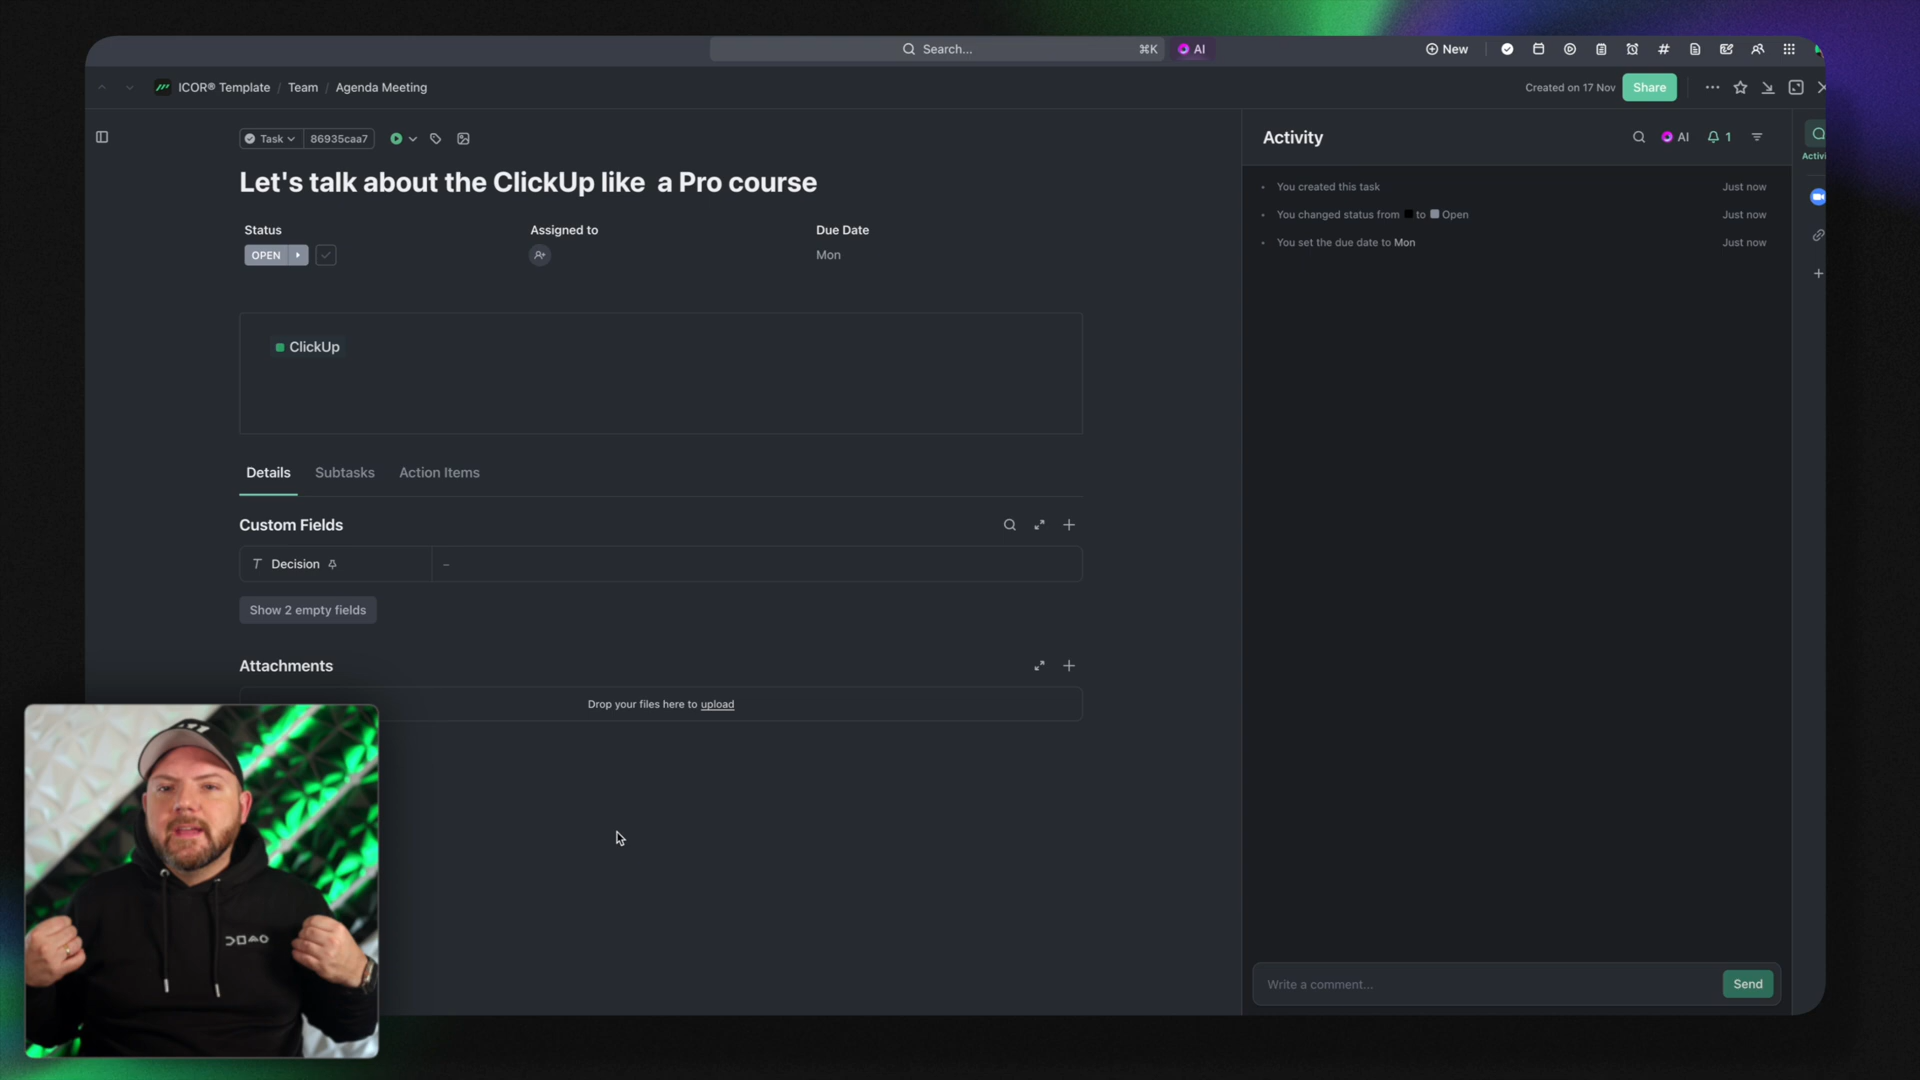 Search...
⌘K
AI
New
ICOR® Template / Team / Agenda Meeting
Created on 17 Nov
Share
Task
86935caa7
Let's talk about the ClickUp like  a Pro course
Status
Assigned to
Due Date
OPEN
Mon
ClickUp
Details
Subtasks
Action Items
Custom Fields
Decision
–
Show 2 empty fields
Attachments
Drop your files here to upload
Activity
AI
1
You created this task
Just now
You changed status from to Open
Just now
You set the due date to Mon
Just now
Activi
Write a comment...
Send